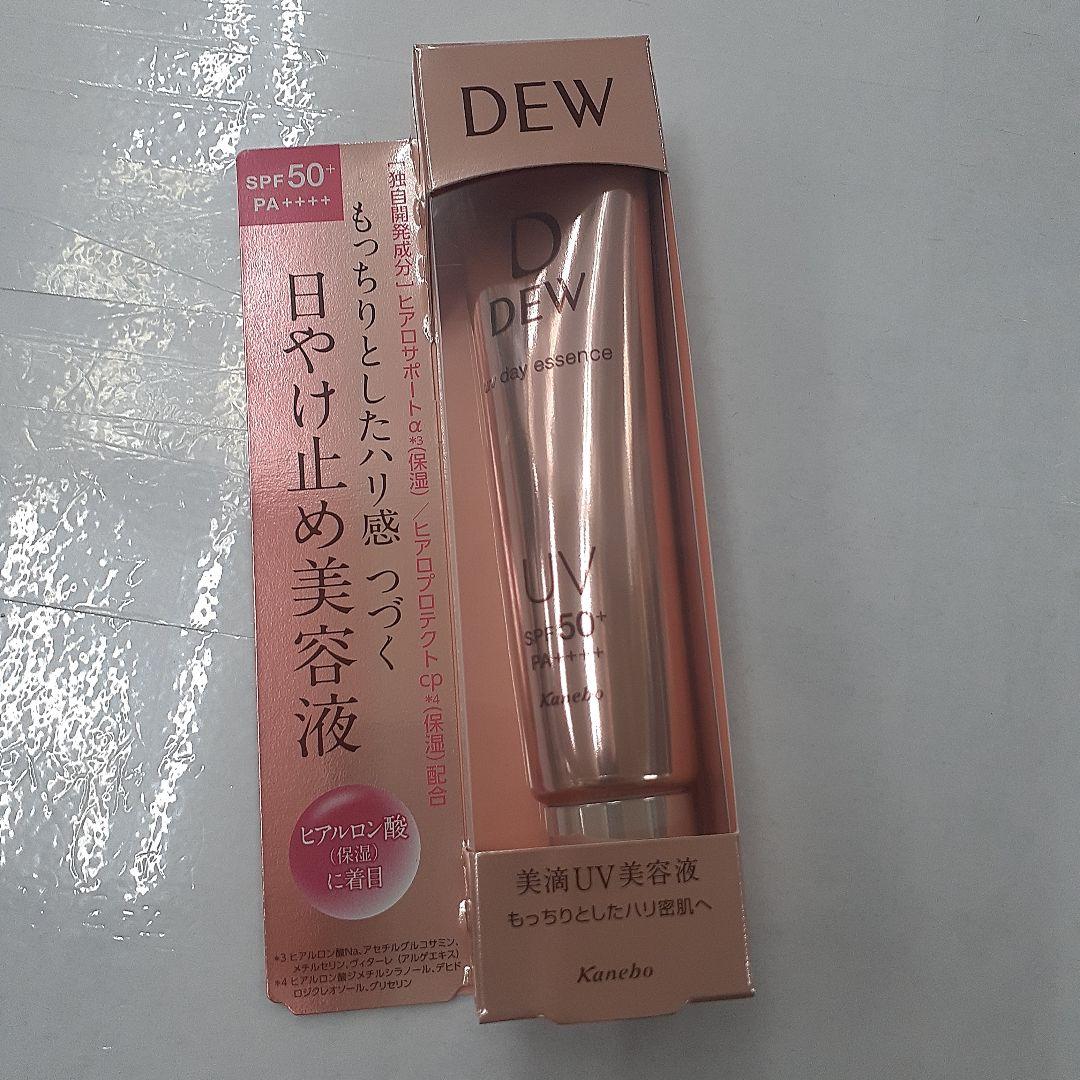 DEW
SPF50+
PA++++
[独自開発成分]ヒアロサポートα*3(保湿)/ヒアロプロテクトcp*4(保湿)配合
もっちりとしたハリ感 つづく
日やけ止め美容液
ヒアルロン酸
(保湿)
に着目
*3 ヒアルロン酸Na、アセチルグルコサミン、
メチルセリン、ヴィターレ(アルゲエキス)
*4 ヒアルロン酸ジメチルシラノール、デヒド
ロジクレオソール、グリセリン
D
DEW
uv day essence
UV
SPF50+
PA++++
Kanebo
美滴UV美容液
もっちりとしたハリ密肌へ
Kanebo